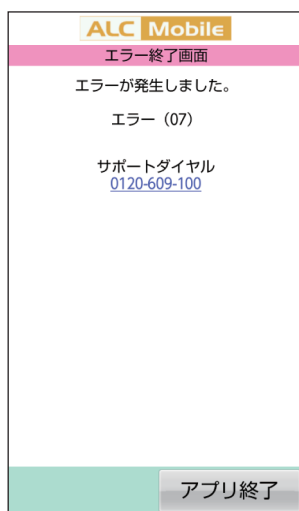 ALC Mobile
エラー終了画面
エラーが発生しました。
エラー（07）
サポートダイヤル
0120-609-100
アプリ終了